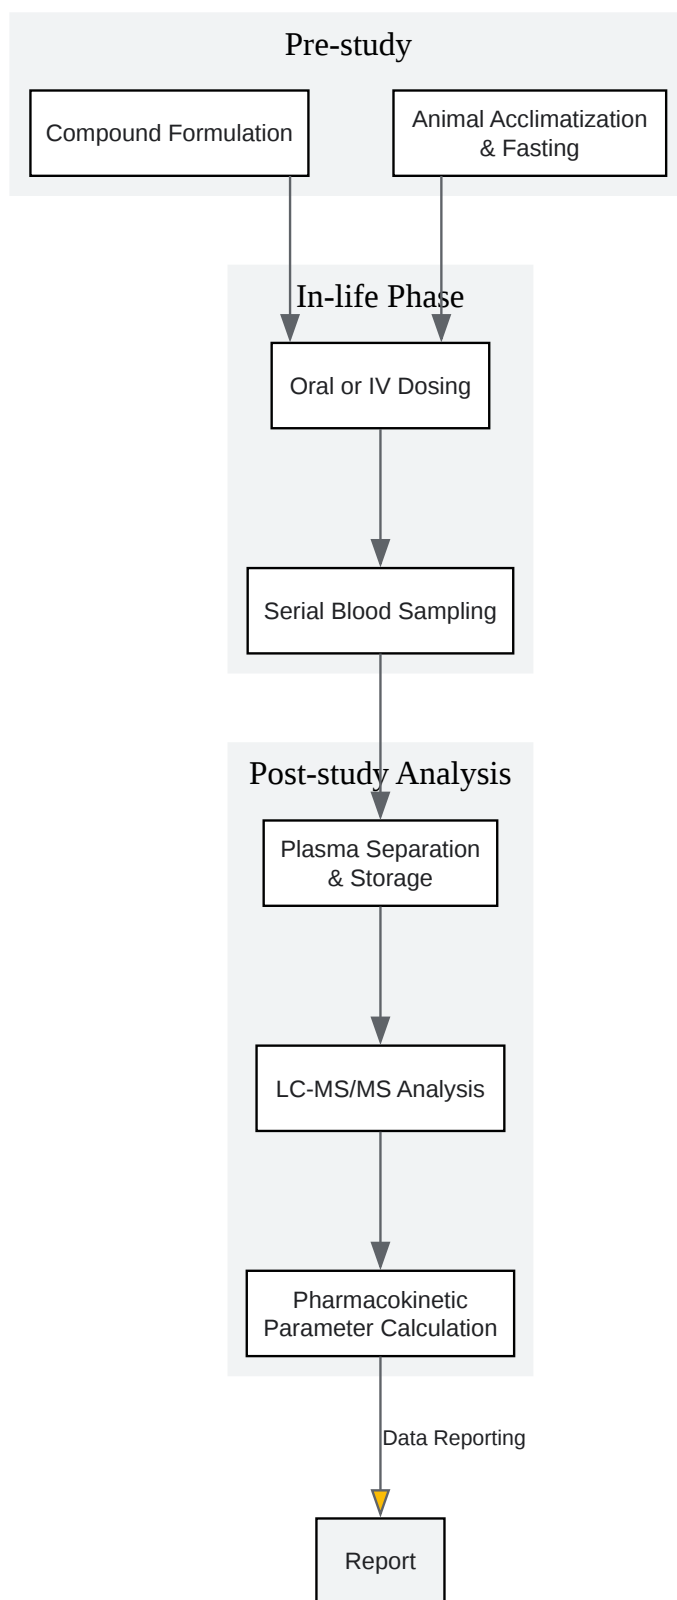 Pre-study
Compound Formulation
Animal Acclimatization
& Fasting
In-life Phase
Oral or IV Dosing
Serial Blood Sampling
Post-study Analysis
Plasma Separation
& Storage
LC-MS/MS Analysis
Pharmacokinetic
Parameter Calculation
Data Reporting
Report